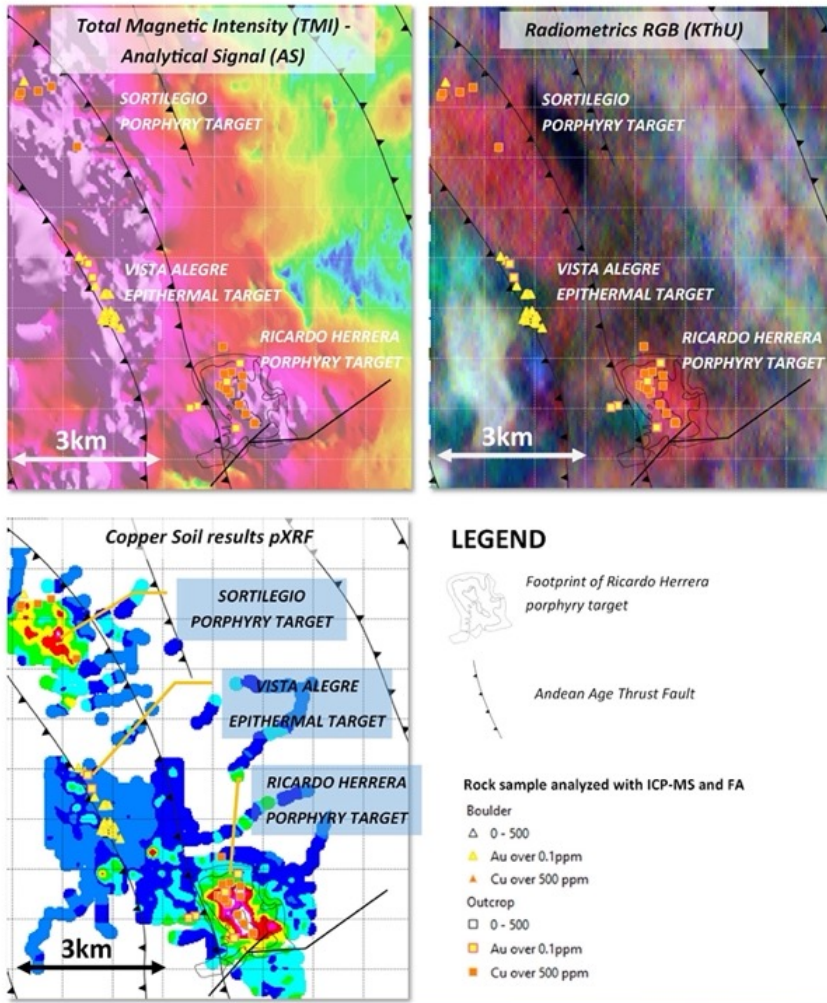 Total Magnetic Intensity (TMI) -
Analytical Signal (AS)
SORTILEGIO
PORPHYRY TARGET
VISTA ALEGRE
EPITHERMAL TARGET
RICARDO HERRERA
PORPHYRY TARGET
3km
Radiometrics RGB (KThU)
SORTILEGIO
PORPHYRY TARGET
VISTA ALEGRE
EPITHERMAL TARGET
RICARDO HERRERA
PORPHYRY TARGET
3km
Copper Soil results pXRF
SORTILEGIO
PORPHYRY TARGET
VISTA ALEGRE
EPITHERMAL TARGET
RICARDO HERRERA
PORPHYRY TARGET
3km
LEGEND
Footprint of Ricardo Herrera
porphyry target
Andean Age Thrust Fault
Rock sample analyzed with ICP-MS and FA
Boulder
0 - 500
Au over 0.1ppm
Cu over 500 ppm
Outcrop
0 - 500
Au over 0.1ppm
Cu over 500 ppm